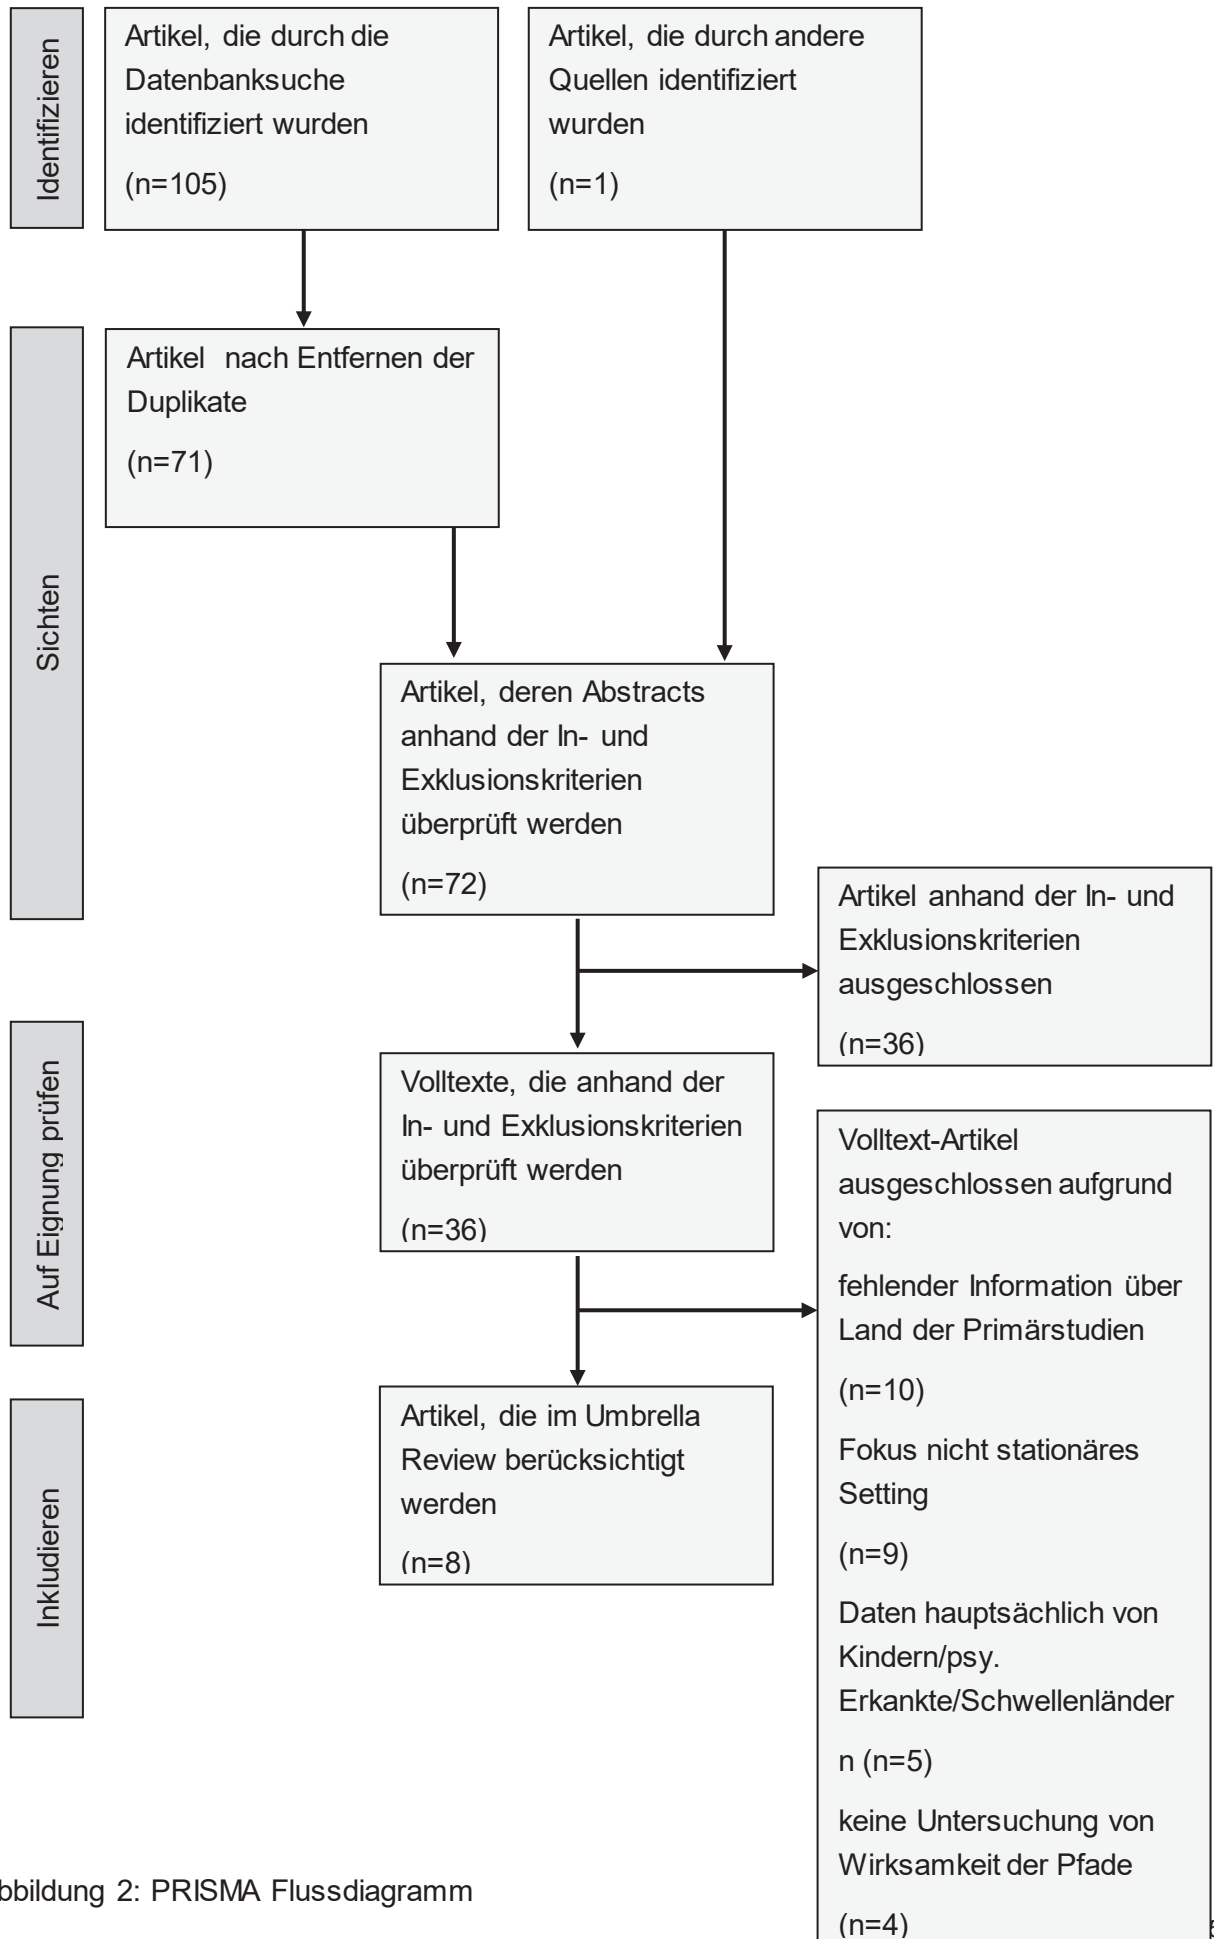 Identifizieren
Artikel, die durch die
Datenbanksuche
identifiziert wurden
(n=105)
Artikel, die durch andere
Quellen identifiziert
wurden
(n=1)
Sichten
Artikel nach Entfernen der
Duplikate
(n=71)
Artikel, deren Abstracts
anhand der In- und
Exklusionskriterien
überprüft werden
(n=72)
Artikel anhand der In- und
Exklusionskriterien
ausgeschlossen
(n=36)
Auf Eignung prüfen
Volltexte, die anhand der
In- und Exklusionskriterien
überprüft werden
(n=36)
Volltext-Artikel
ausgeschlossen aufgrund
von:
fehlender Information über
Land der Primärstudien
(n=10)
Fokus nicht stationäres
Setting
(n=9)
Daten hauptsächlich von
Kindern/psy.
Erkankte/Schwellenländer
n (n=5)
keine Untersuchung von
Wirksamkeit der Pfade
(n=4)
Inkludieren
Artikel, die im Umbrella
Review berücksichtigt
werden
(n=8)
bbildung 2: PRISMA Flussdiagramm